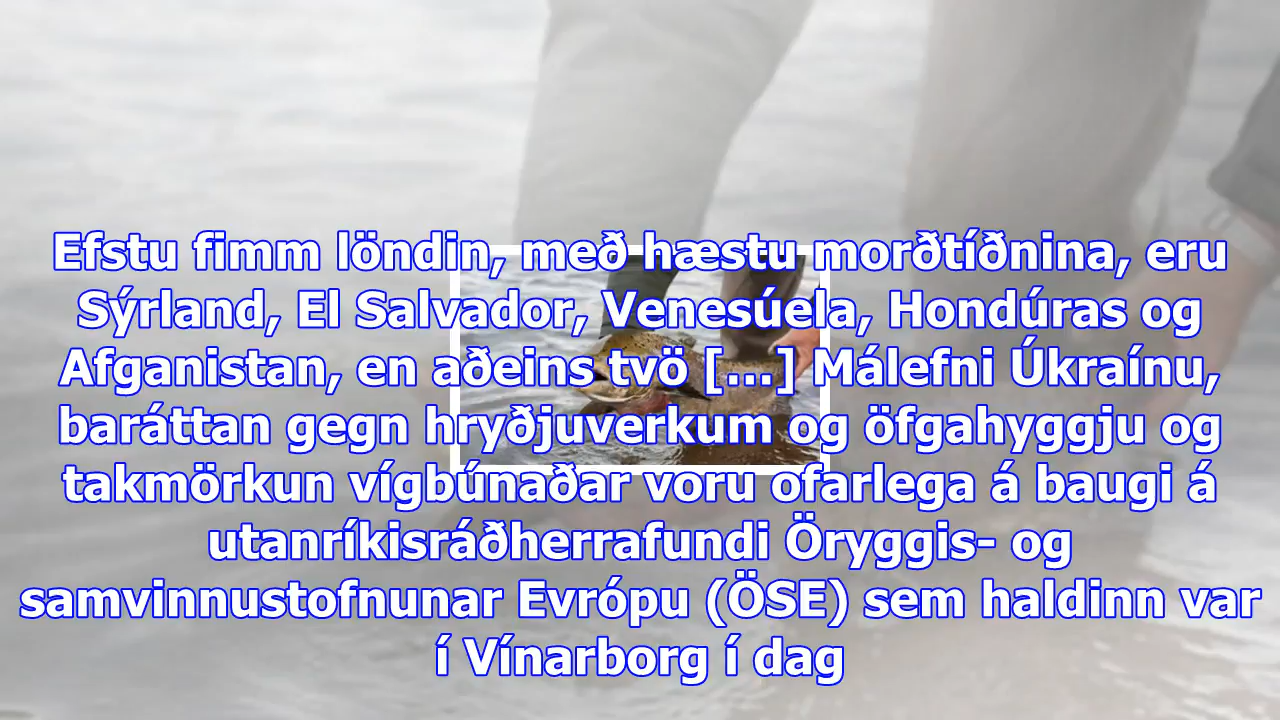 Efstu fimm löndin, með hæstu morðtíðnina, eru
Sýrland, El Salvador, Venesúela, Hondúras og
Afganistan, en aðeins tvö [...] Málefni Úkraínu,
baráttan gegn hryðjuverkum og öfgahyggju og
takmörkun vígbúnaðar voru ofarlega á baugi á
utanríkisráðherrafundi Öryggis- og
samvinnustofnunar Evrópu (ÖSE) sem haldinn var
í Vínarborg í dag